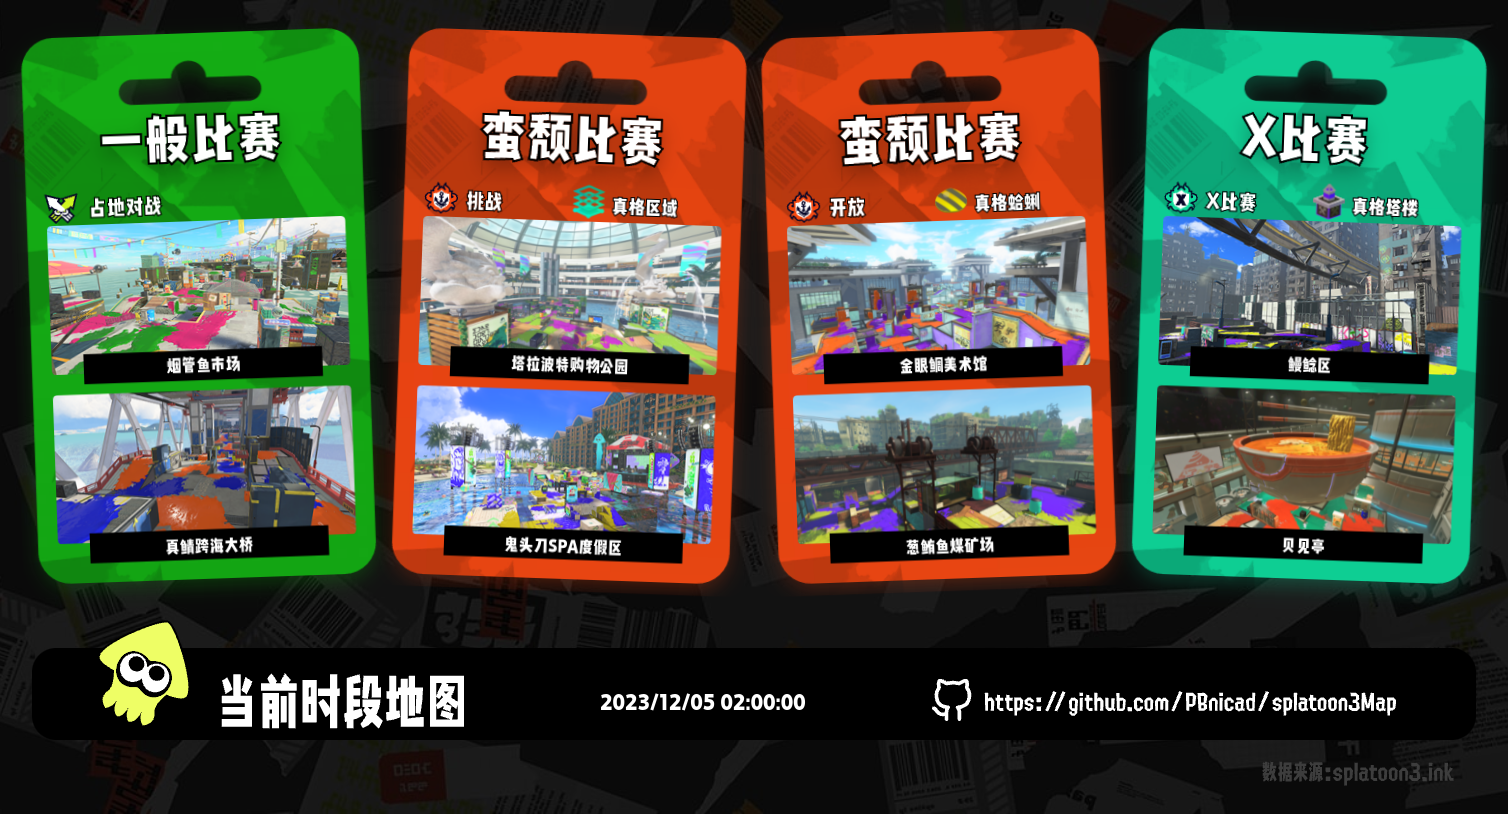 一般比赛
占地对战
烟管鱼市场
真鲭跨海大桥
蛮颓比赛
挑战
真格区域
塔拉波特购物公园
鬼头刀SPA度假区
蛮颓比赛
开放
真格蛤蜊
金眼鲷美术馆
葱鲔鱼煤矿场
X比赛
X比赛
真格塔楼
鳗鲶区
贝见亭
当前时段地图
2023/12/05 02:00:00
https://github.com/PBnicad/splatoon3Map
数据来源:splatoon3.ink